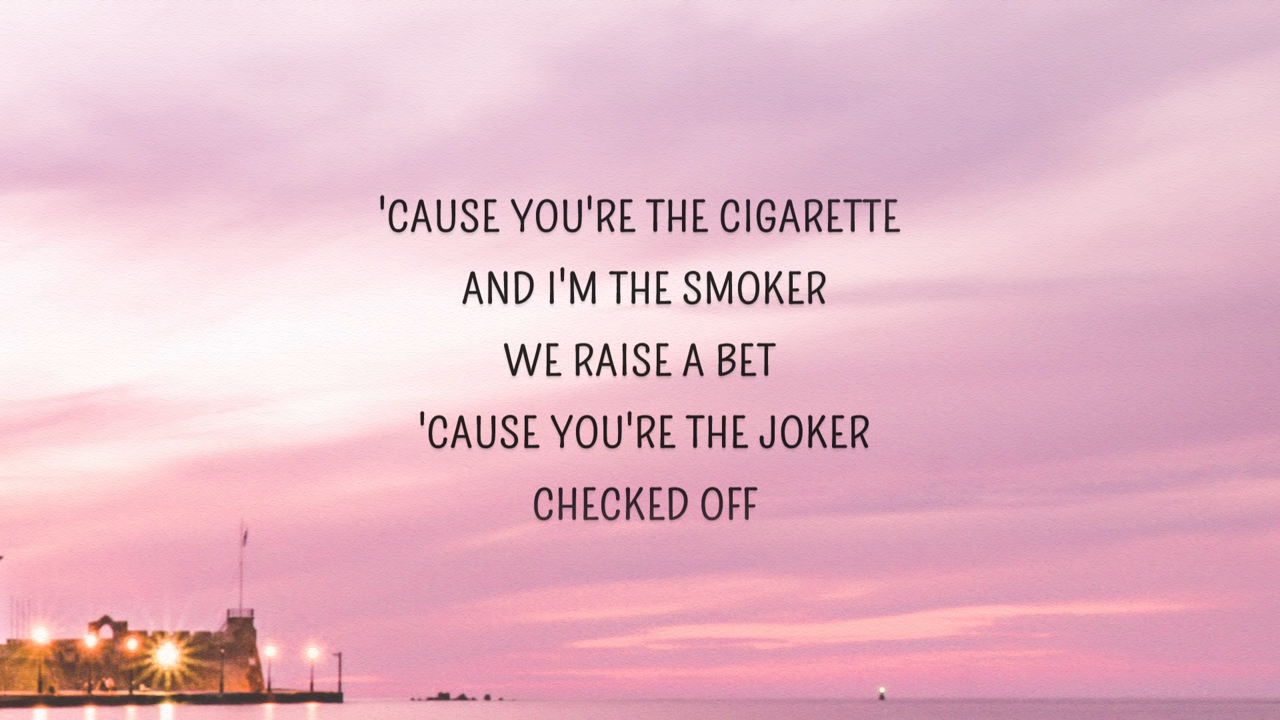 'CAUSE YOU'RE THE CIGARETTE
AND I'M THE SMOKER
WE RAISE A BET
'CAUSE YOU'RE THE JOKER
CHECKED OFF